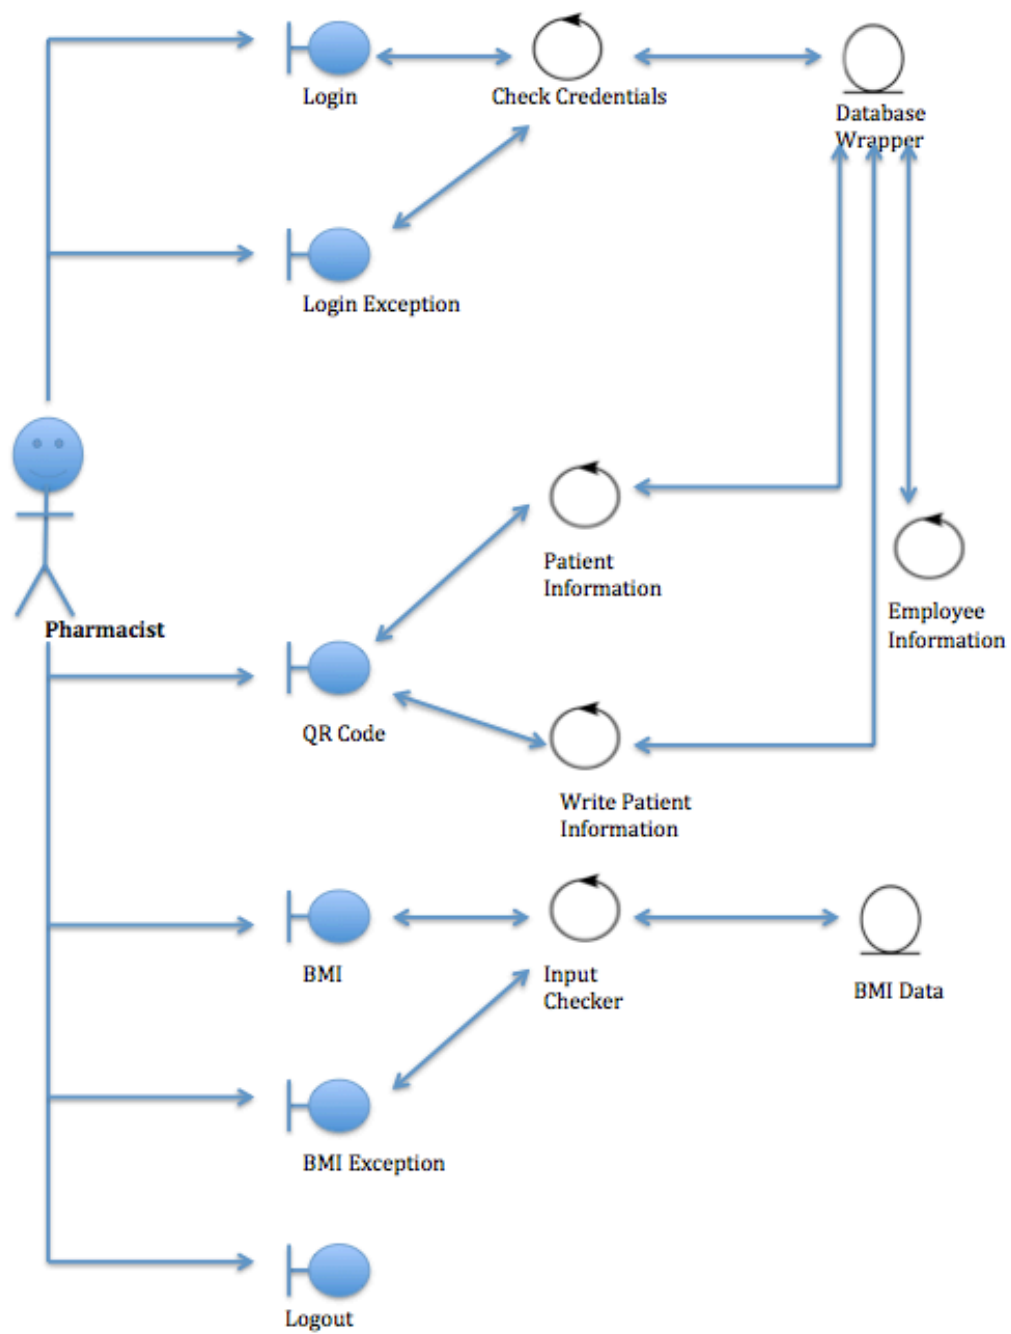 Login
Check Credentials
Database
Wrapper
Login Exception
Patient
Information
Employee
Information
Pharmacist
QR Code
Write Patient
Information
BMI
Input
Checker
BMI Data
BMI Exception
Logout